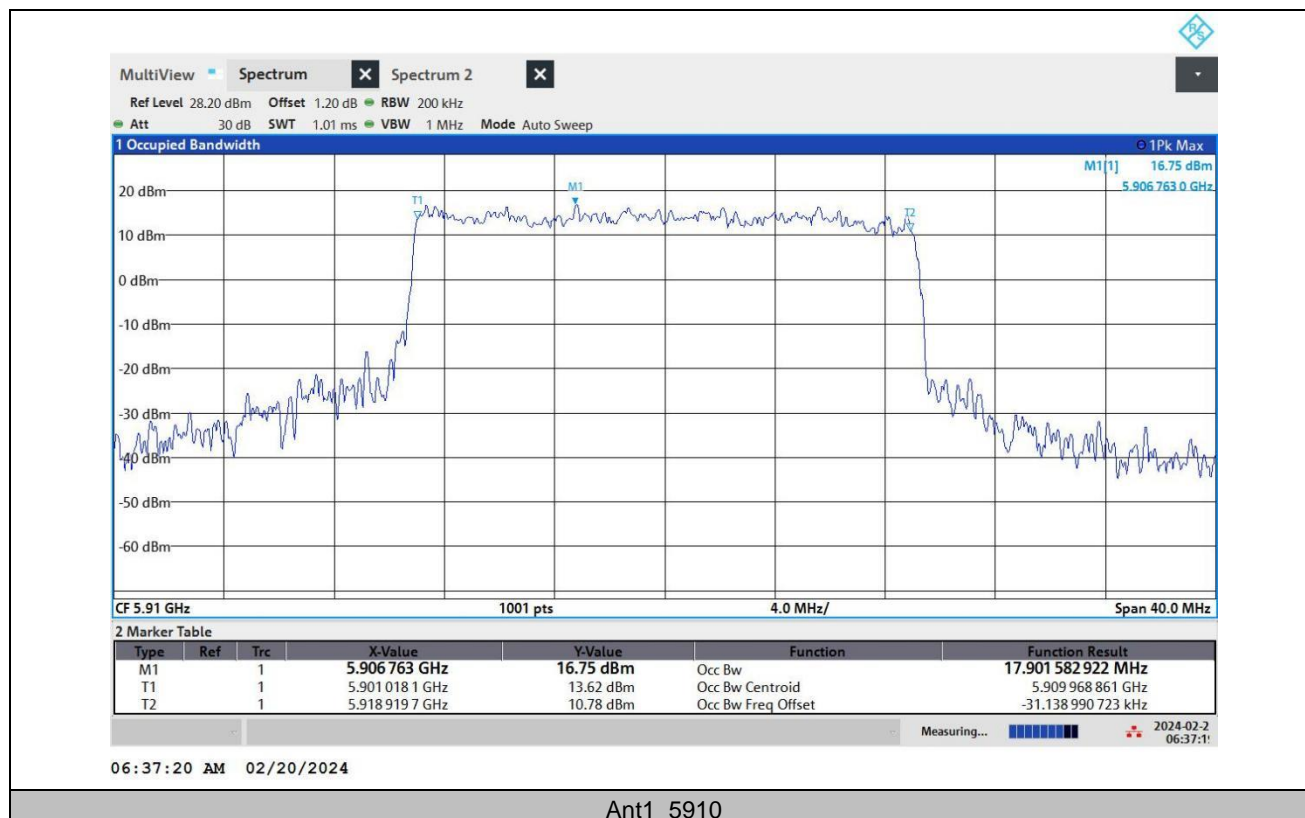 R&S
MultiView Spectrum X Spectrum 2 X
Ref Level 28.20 dBm Offset 1.20 dB RBW 200 kHz
Att 30 dB SWT 1.01 ms VBW 1 MHz Mode Auto Sweep
1 Occupied Bandwidth 1Pk Max
M1[1] 16.75 dBm
5.906 763 0 GHz
20 dBm
T1
M1
T2
10 dBm
0 dBm
-10 dBm
-20 dBm
-30 dBm
-40 dBm
-50 dBm
-60 dBm
CF 5.91 GHz 1001 pts 4.0 MHz/ Span 40.0 MHz
2 Marker Table
Type Ref Trc X-Value Y-Value Function Function Result
M1 1 5.906 763 GHz 16.75 dBm Occ Bw 17.901 582 922 MHz
T1 1 5.901 018 1 GHz 13.62 dBm Occ Bw Centroid 5.909 968 861 GHz
T2 1 5.918 919 7 GHz 10.78 dBm Occ Bw Freq Offset -31.138 990 723 kHz
Measuring... 2024-02-2
06:37:1
06:37:20 AM 02/20/2024
Ant1_5910